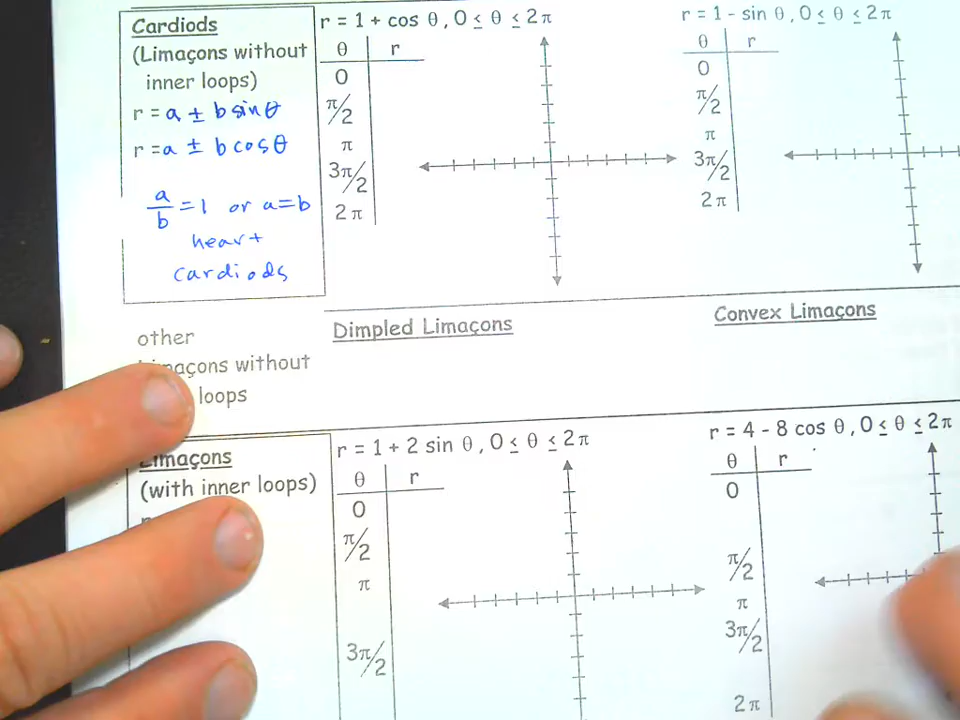 Cardiods
(Limaçons without
inner loops)
r = a ± b sinθ
r = a ± b cosθ
a/b = 1 or a=b
heart
cardiods
r = 1 + cos θ, 0 ≤ θ ≤ 2π
θ r
0
π/2
π
3π/2
2π
r = 1 - sin θ, 0 ≤ θ ≤ 2π
θ r
0
π/2
π
3π/2
2π
other
without
loops
Dimpled Limaçons
Convex Limaçons
Limaçons
(with inner loops)
r = 1 + 2 sin θ, 0 ≤ θ ≤ 2π
θ r
0
π/2
π
3π/2
r = 4 - 8 cos θ, 0 ≤ θ ≤ 2π
θ r
0
π/2
π
3π/2
2π